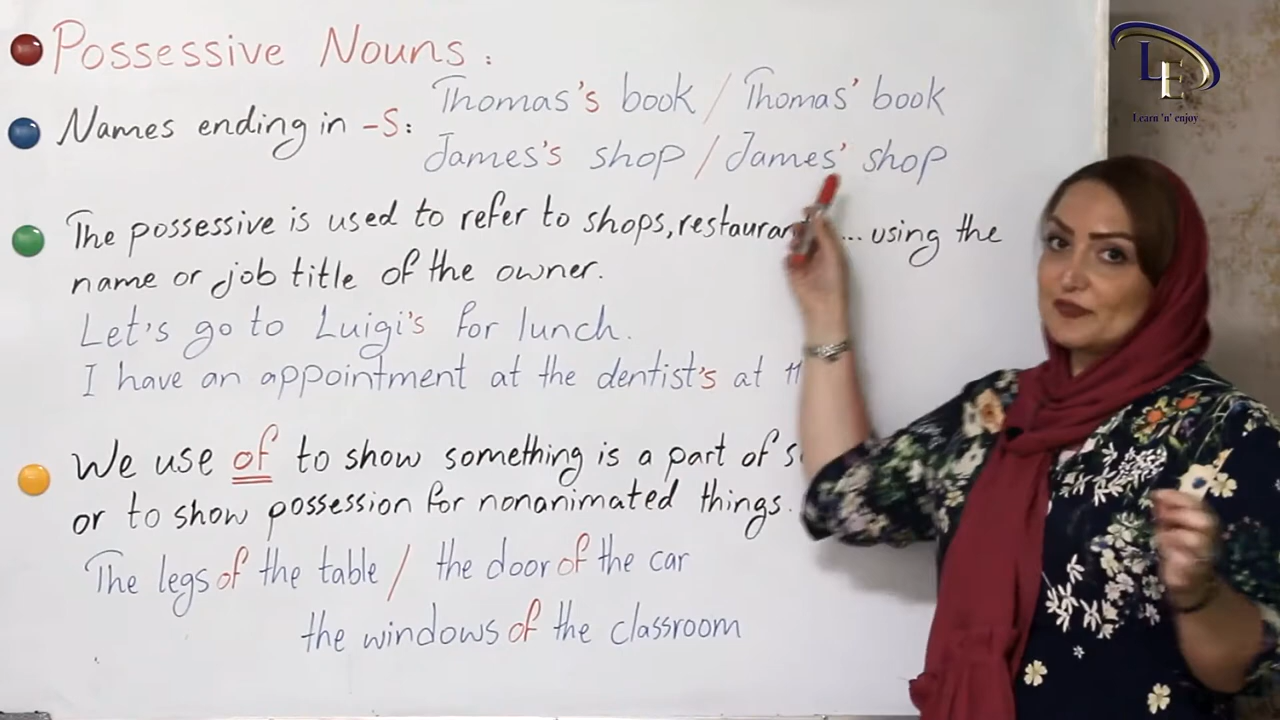 Possessive Nouns:
Names ending in -S:
Thomas's book / Thomas' book
James's shop / James' shop
The possessive is used to refer to shops, ... using the
name or job title of the owner.
Let's go to Luigi's for lunch.
I have an appointment at the dentist's at 11
We use of to show something is a part of
or to show possession for nonanimated things.
The legs of the table / the door of the car
the windows of the classroom
LE
Learn 'n' enjoy